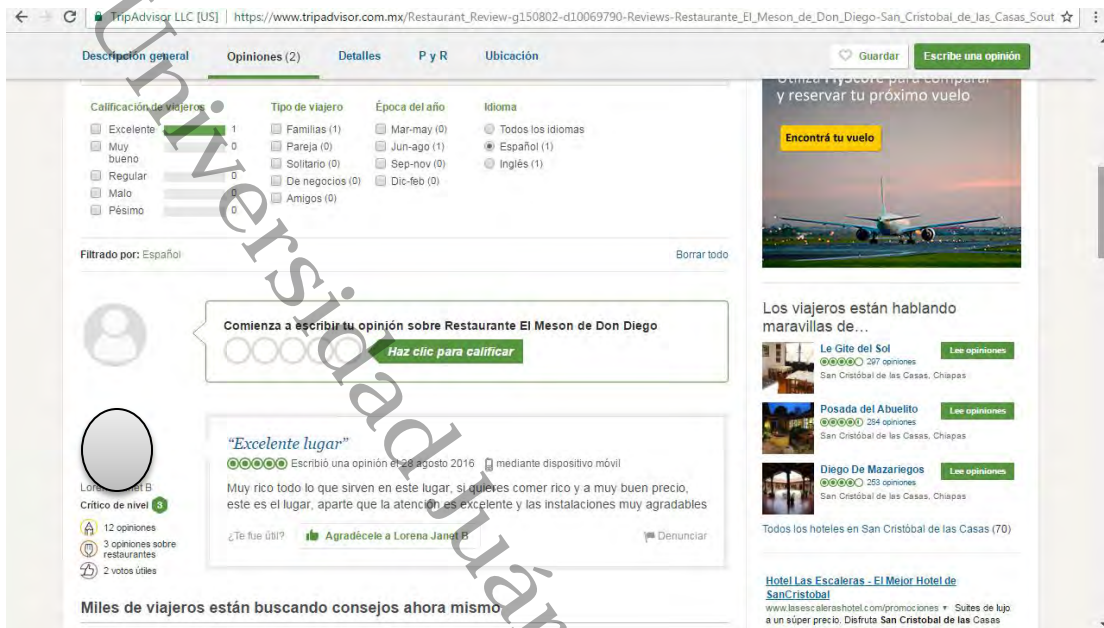 TripAdvisor LLC [US] | https://www.tripadvisor.com.mx/Restaurant_Review-g150802-d10069790-Reviews-Restaurante_El_Meson_de_Don_Diego-San_Cristobal_de_las_Casas_Sout
Descripción general Opiniones (2) Detalles P y R Ubicación Guardar Escribe una opinión
Calificación de viajeros Tipo de viajero Época del año Idioma
Excelente 1 Familias (1) Mar-may (0) Todos los idiomas
Muy bueno 0 Pareja (0) Jun-ago (1) Español (1)
Regular 0 Solitario (0) Sep-nov (0) Inglés (1)
Malo 0 De negocios (0) Dic-feb (0)
Pésimo 0 Amigos (0)
Filtrado por: Español Borrar todo
Comienza a escribir tu opinión sobre Restaurante El Meson de Don Diego
Haz clic para calificar
"Excelente lugar"
Escribió una opinión el 28 agosto 2016 mediante dispositivo móvil
Muy rico todo lo que sirven en este lugar, si quieres comer rico y a muy buen precio,
este es el lugar, aparte que la atención es excelente y las instalaciones muy agradables
¿Te fue útil? Agradécele a Lorena Janet B Denunciar
Crítico de nivel 3
12 opiniones
3 opiniones sobre
restaurantes
2 votos útiles
Miles de viajeros están buscando consejos ahora mismo
para comparar
y reservar tu próximo vuelo
Encontrá tu vuelo
Los viajeros están hablando
maravillas de…
Le Gite del Sol Lee opiniones
297 opiniones
San Cristóbal de las Casas, Chiapas
Posada del Abuelito Lee opiniones
254 opiniones
San Cristóbal de las Casas, Chiapas
Diego De Mazariegos Lee opiniones
253 opiniones
San Cristóbal de las Casas, Chiapas
Todos los hoteles en San Cristóbal de las Casas (70)
Hotel Las Escaleras - El Mejor Hotel de
SanCristobal
www.lasescalerashotel.com/promociones Suites de lujo
a un súper precio. Disfruta San Cristobal de las Casas
Universidad Juá